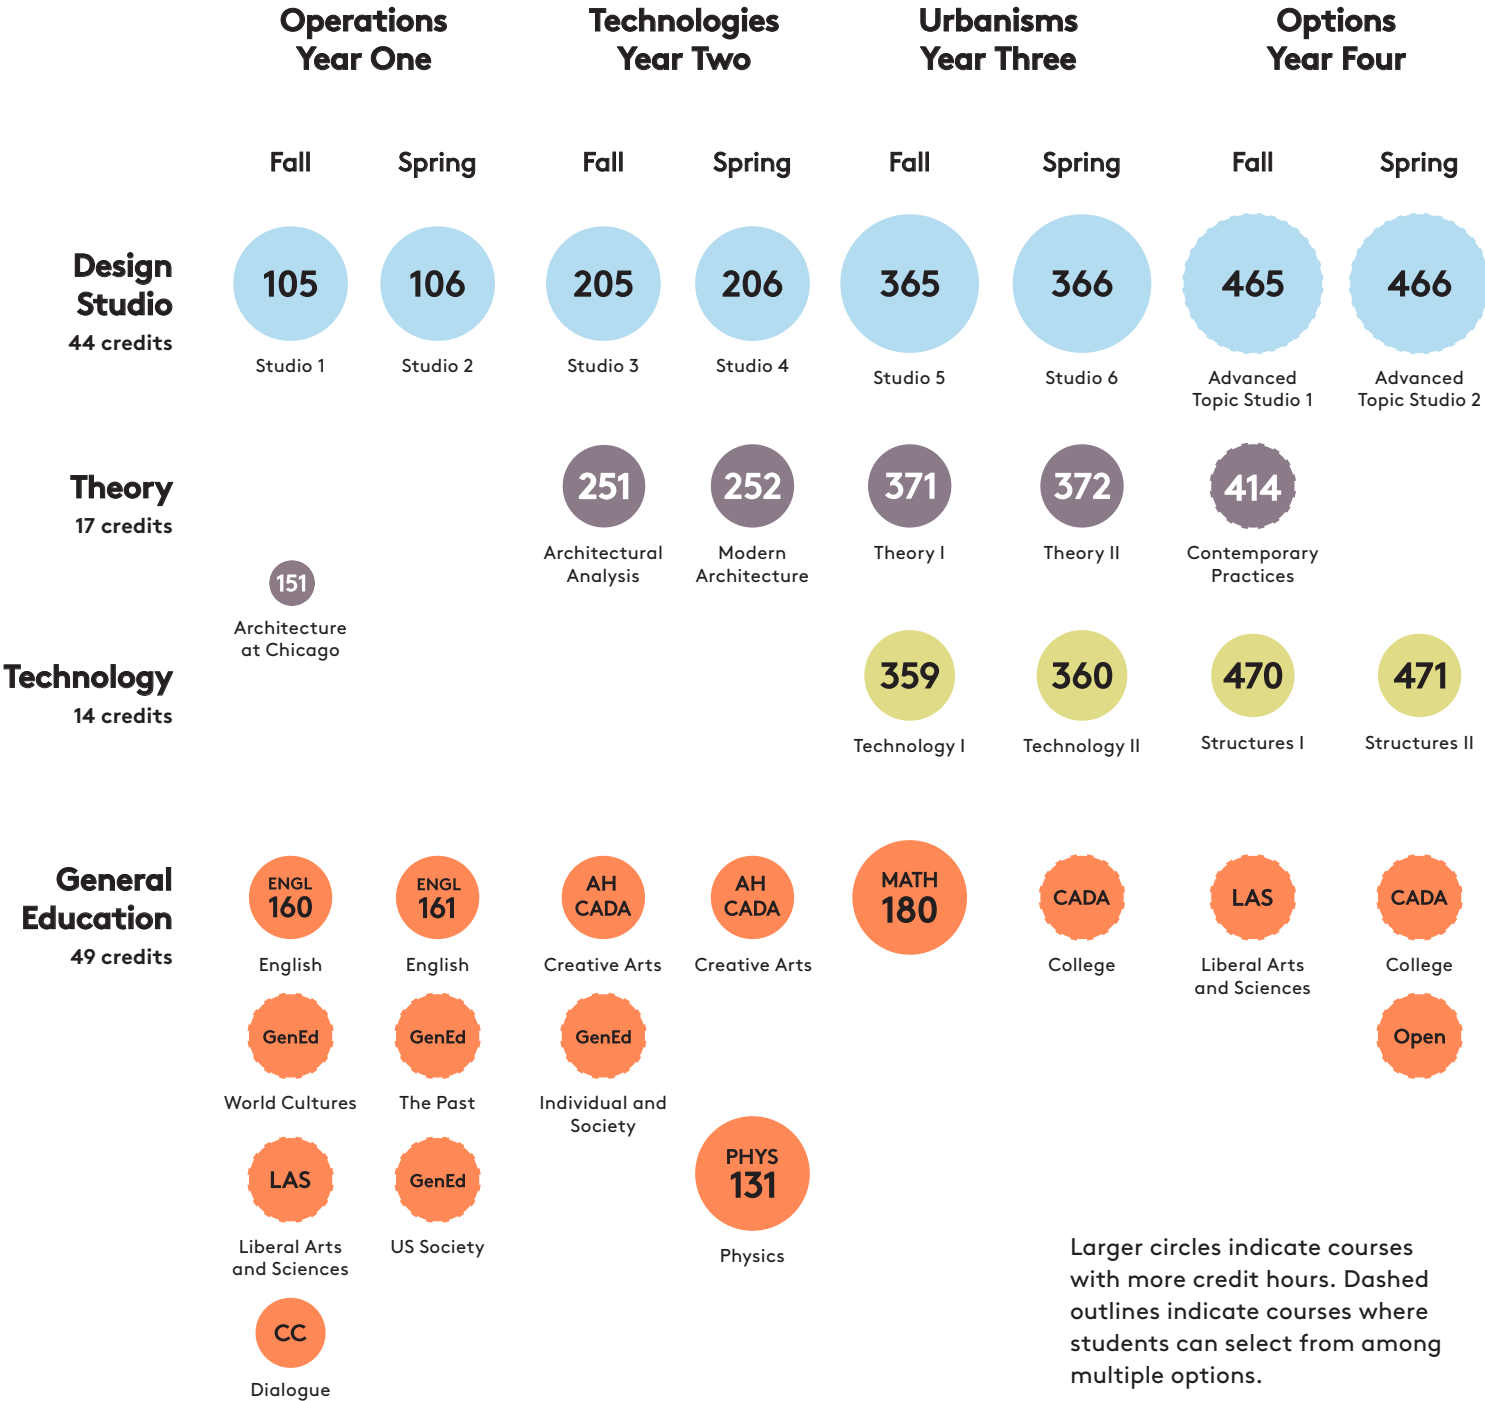 Operations
Year One
Technologies
Year Two
Urbanisms
Year Three
Options
Year Four
Fall
Spring
Fall
Spring
Fall
Spring
Fall
Spring
Design
Studio
44 credits
105
Studio 1
106
Studio 2
205
Studio 3
206
Studio 4
365
Studio 5
366
Studio 6
465
Advanced
Topic Studio 1
466
Advanced
Topic Studio 2
Theory
17 credits
151
Architecture
at Chicago
251
Architectural
Analysis
252
Modern
Architecture
371
Theory I
372
Theory II
414
Contemporary
Practices
Technology
14 credits
359
Technology I
360
Technology II
470
Structures I
471
Structures II
General
Education
49 credits
ENGL
160
English
ENGL
161
English
AH
CADA
Creative Arts
AH
CADA
Creative Arts
MATH
180
CADA
College
LAS
Liberal Arts
and Sciences
CADA
College
GenEd
World Cultures
GenEd
The Past
GenEd
Individual and
Society
Open
LAS
Liberal Arts
and Sciences
GenEd
US Society
PHYS
131
Physics
CC
Dialogue
Larger circles indicate courses
with more credit hours. Dashed
outlines indicate courses where
students can select from among
multiple options.